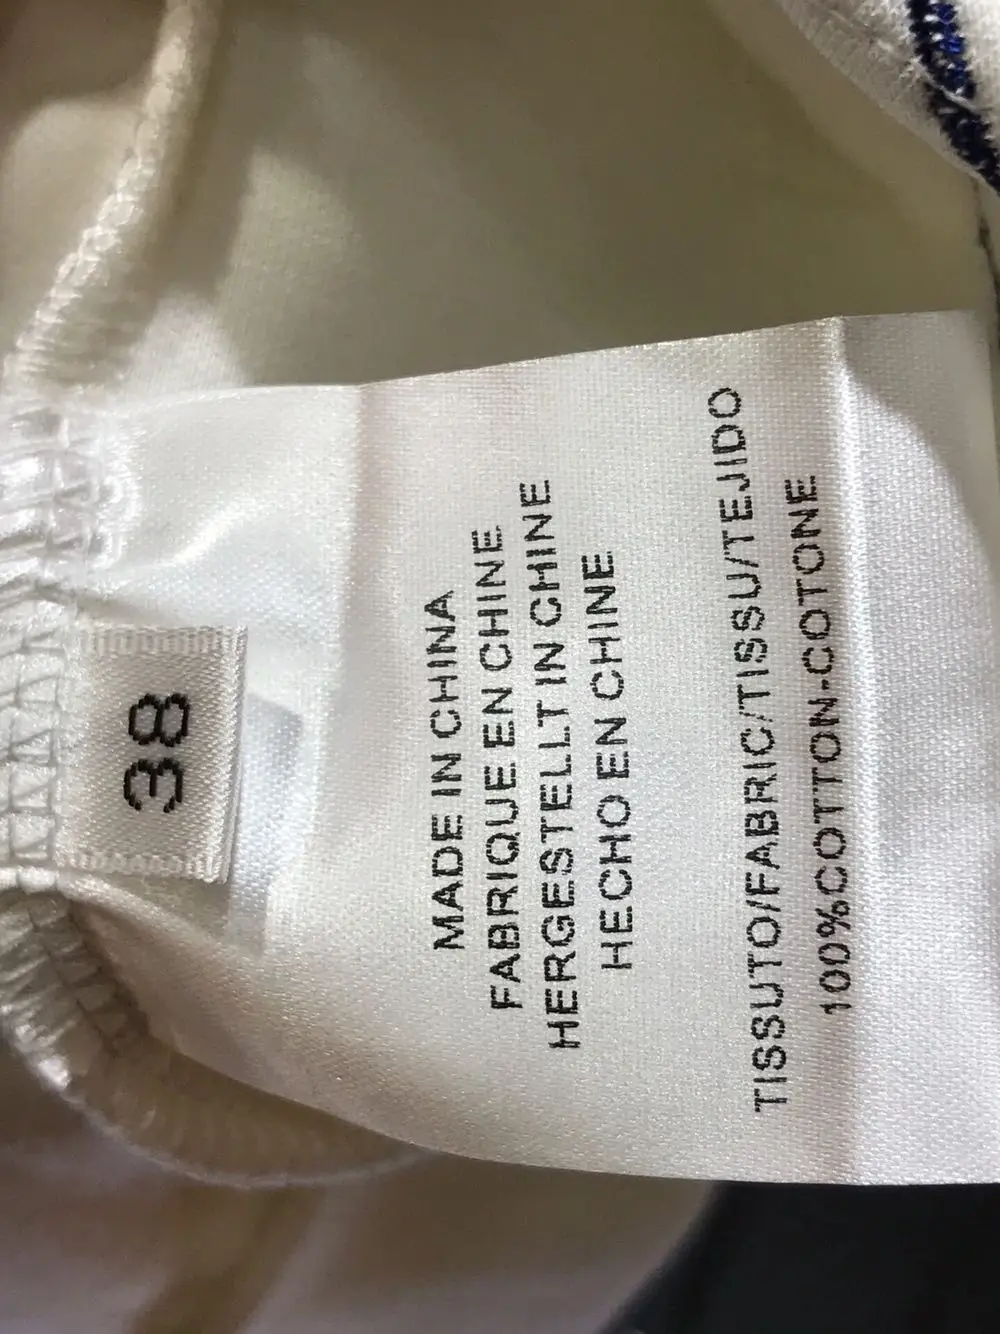 38
MADE IN CHINA
FABRIQUE EN CHINE
HERGESTELLT IN CHINE
HECHO EN CHINE
TISSUTO/FABRIC/TISSU/TEJIDO
100%COTTON-COTONE